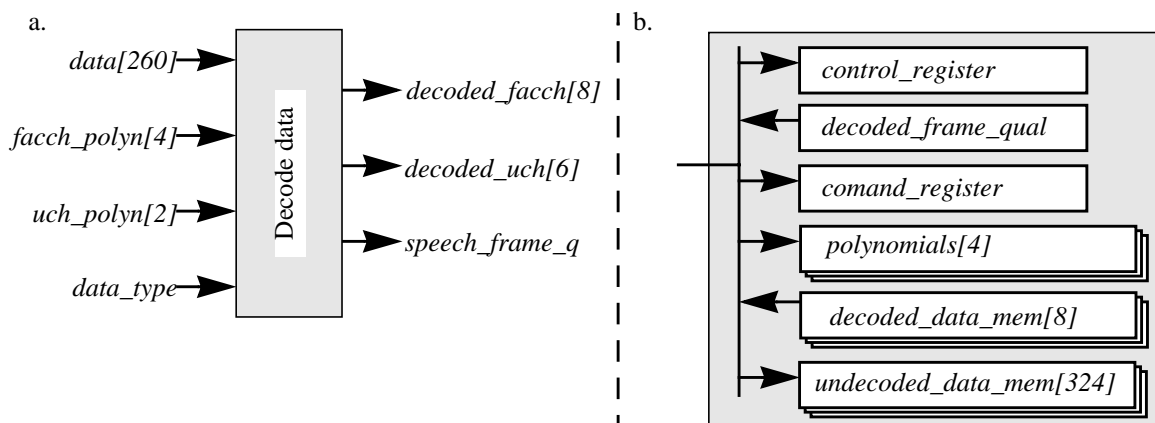 a.
data[260]
facch_polyn[4]
uch_polyn[2]
data_type
Decode data
decoded_facch[8]
decoded_uch[6]
speech_frame_q
b.
control_register
decoded_frame_qual
comand_register
polynomials[4]
decoded_data_mem[8]
undecoded_data_mem[324]